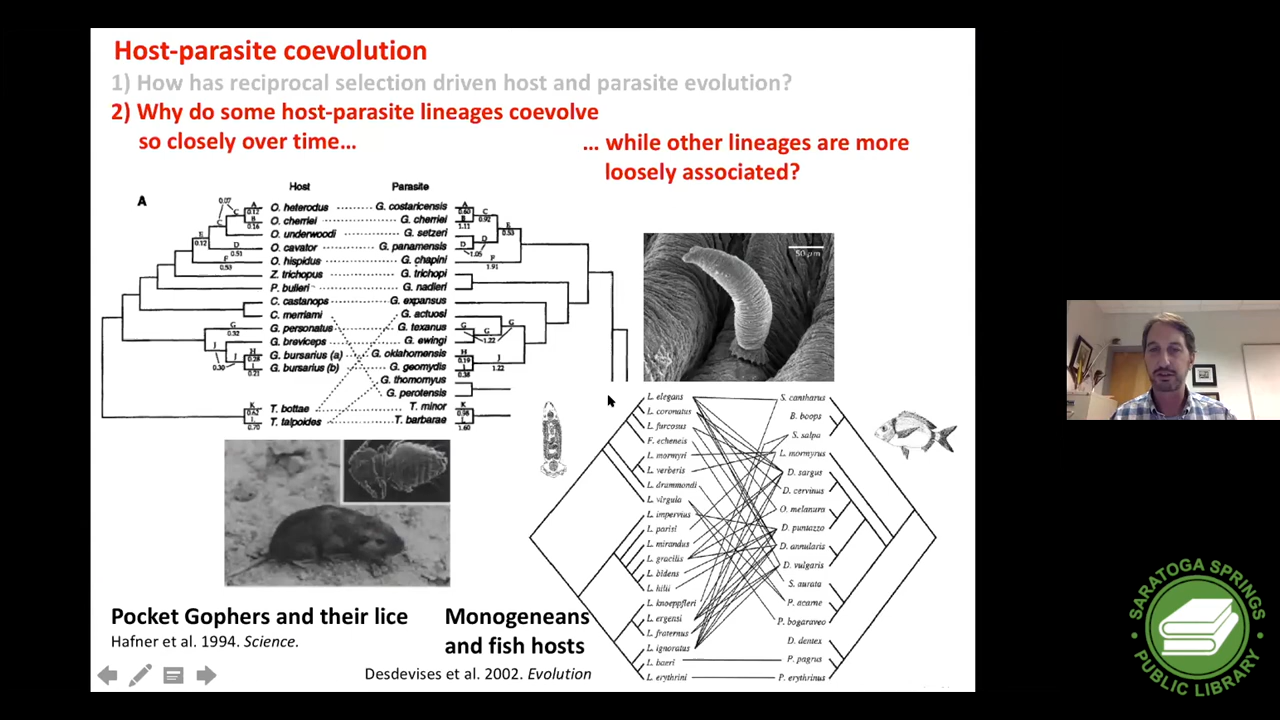 Host-parasite coevolution
1) How has reciprocal selection driven host and parasite evolution?
2) Why do some host-parasite lineages coevolve
so closely over time…
… while other lineages are more
loosely associated?
A
Host
Parasite
O. heterodus
O. cherriei
O. underwoodi
O. cavator
O. hispidus
Z. trichopus
P. bulleri
C. castanops
C. merriami
G. personatus
G. breviceps
G. bursarius (a)
G. bursarius (b)
T. bottae
T. talpoides
G. costaricensis
G. cherriei
G. setzeri
G. panamensis
G. chapini
G. trichopi
G. nadleri
G. expansus
G. actuosi
G. texanus
G. ewingi
G. oklahomensis
G. geomydis
G. thomomyus
G. perotensis
T. minor
T. barbarae
50 µm
L. elegans
L. coronatus
L. furcosus
F. echeneis
L. mormyri
L. verberis
L. drammondi
L. virgula
L. impervius
L. parisi
L. mirandus
L. gracilis
L. bidens
L. hilii
L. knoeppfleri
L. ergensi
L. fraternus
L. ignoratus
L. baeri
L. erythrini
S. cantharus
B. boops
S. salpa
L. mormyrus
D. sargus
D. cervinus
O. melanura
D. puntazzo
D. annularis
D. vulgaris
S. aurata
P. acarne
P. bogaraveo
D. dentex
P. pagrus
P. erythrinus
Pocket Gophers and their lice
Hafner et al. 1994. Science.
Monogeneans
and fish hosts
Desdevises et al. 2002. Evolution
SARATOGA SPRINGS
PUBLIC LIBRARY